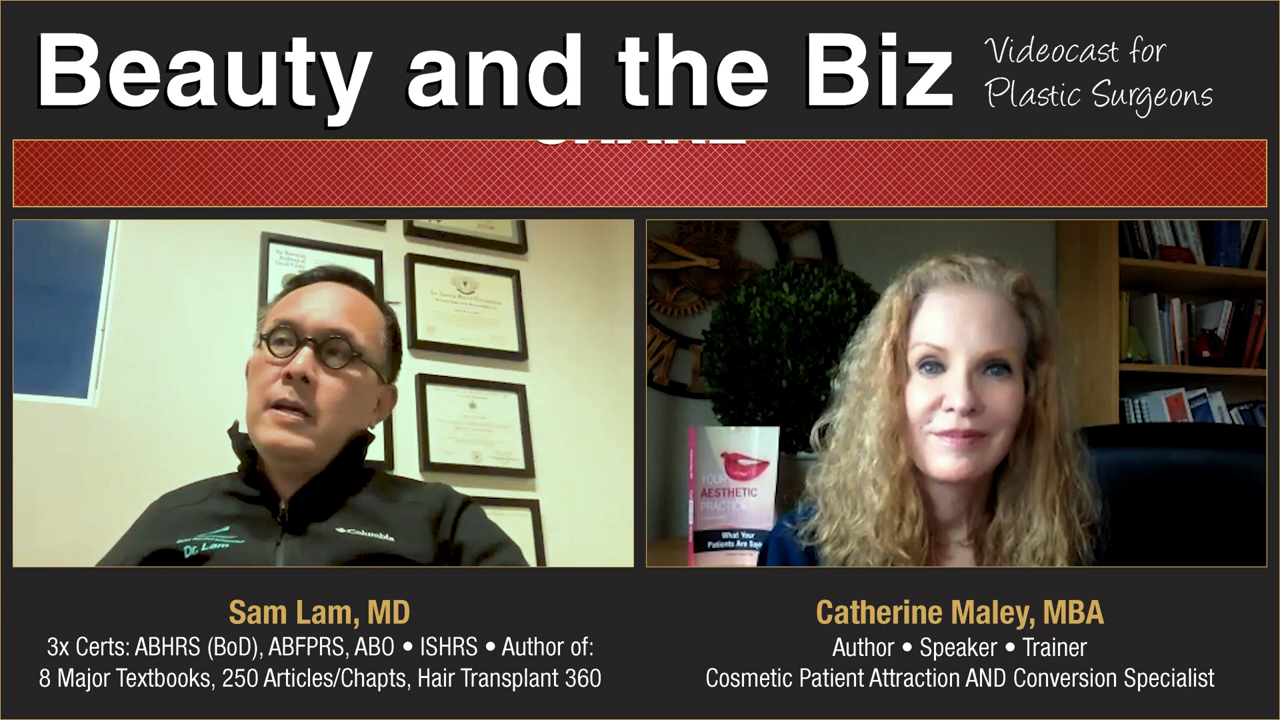 Beauty and the Biz
Videocast for
Plastic Surgeons
Columbia
Dr. Lam
YOUR
AESTHETIC
PRACTICE
What Your
Patients Are Say
Sam Lam, MD
3x Certs: ABHRS (BoD), ABFPRS, ABO • ISHRS • Author of:
8 Major Textbooks, 250 Articles/Chapts, Hair Transplant 360
Catherine Maley, MBA
Author • Speaker • Trainer
Cosmetic Patient Attraction AND Conversion Specialist